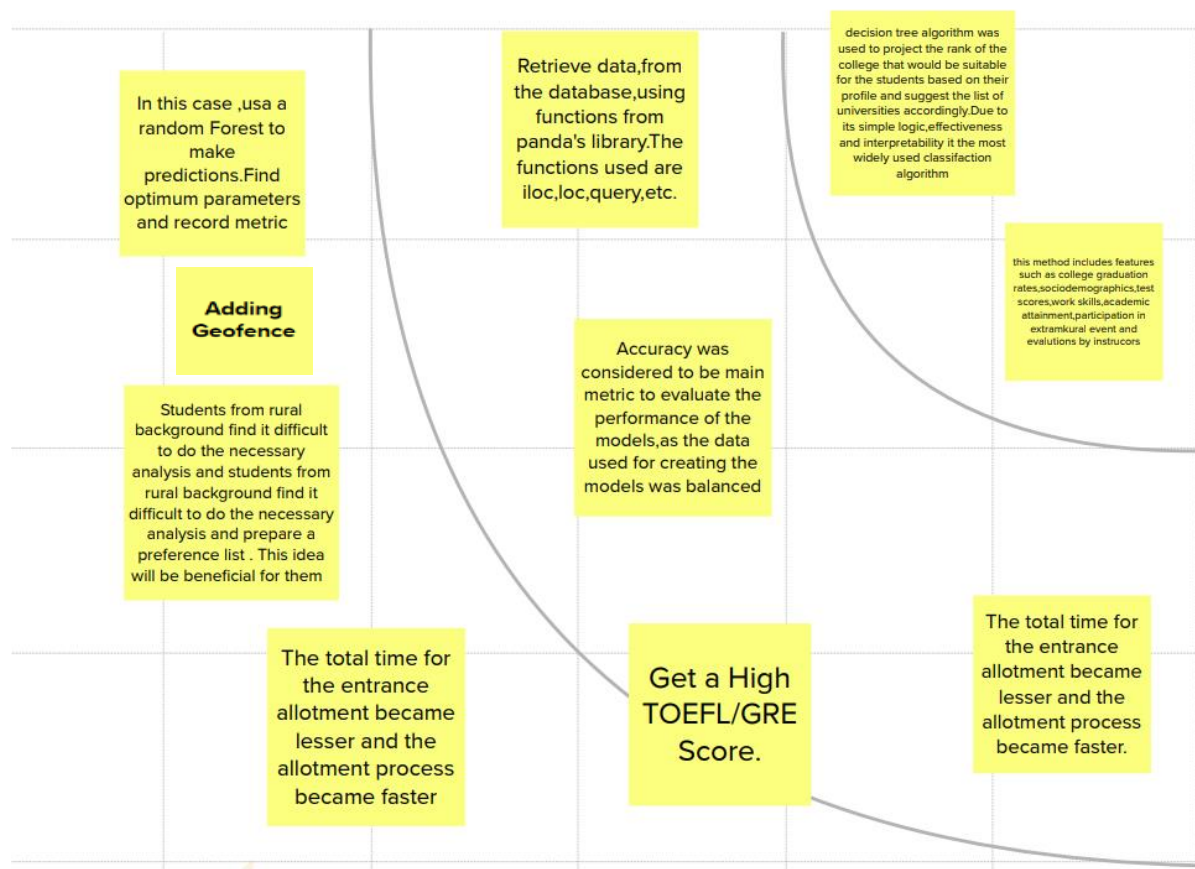 In this case ,usa a
random Forest to
make
predictions.Find
optimum parameters
and record metric
Adding
Geofence
Students from rural
background find it difficult
to do the necessary
analysis and students from
rural background find it
difficult to do the necessary
analysis and prepare a
preference list . This idea
will be beneficial for them
The total time for
the entrance
allotment became
lesser and the
allotment process
became faster
Retrieve data,from
the database,using
functions from
panda's library.The
functions used are
iloc,loc,query,etc.
Accuracy was
considered to be main
metric to evaluate the
performance of the
models,as the data
used for creating the
models was balanced
Get a High
TOEFL/GRE
Score.
decision tree algorithm was
used to project the rank of the
college that would be suitable
for the students based on their
profile and suggest the list of
universities accordingly.Due to
its simple logic,effectiveness
and interpretability it the most
widely used classifaction
algorithm
this method includes features
such as college graduation
rates,sociodemographics,test
scores,work skills,academic
attainment,participation in
extramkural event and
evalutions by instrucors
The total time for
the entrance
allotment became
lesser and the
allotment process
became faster.